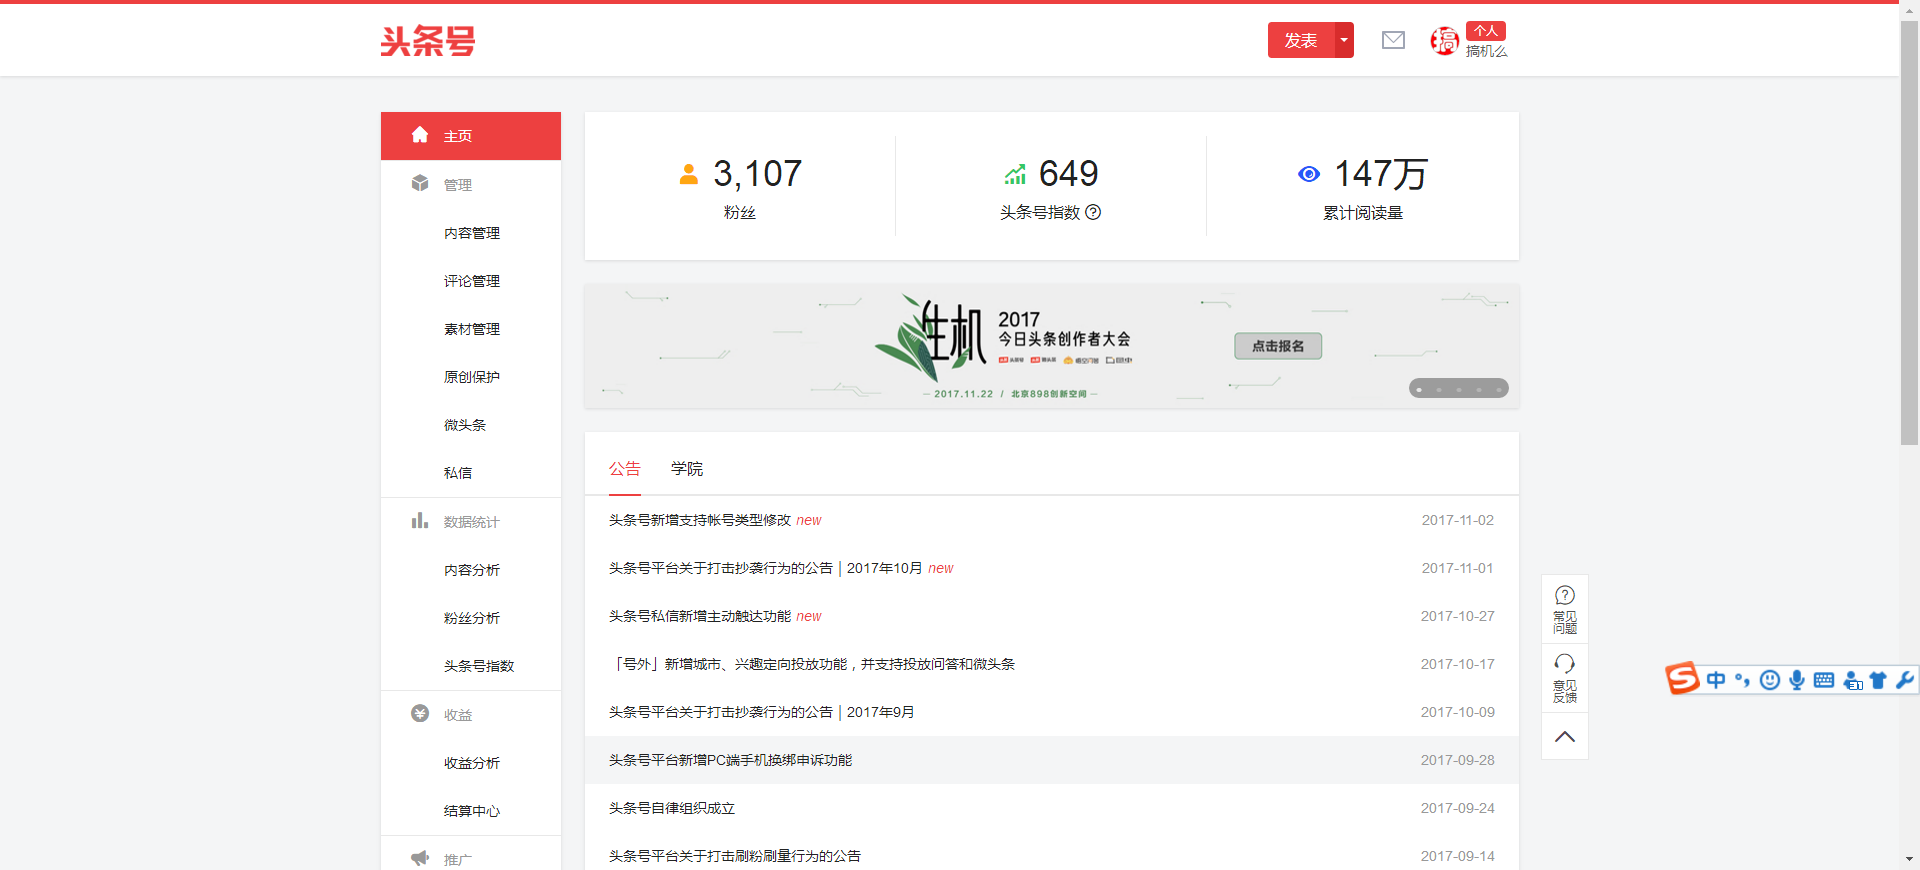 头条号
发表
搞
个人
搞机么
主页
管理
内容管理
评论管理
素材管理
原创保护
微头条
私信
数据统计
内容分析
粉丝分析
头条号指数
收益
收益分析
结算中心
推广
3,107
粉丝
649
头条号指数 ?
147万
累计阅读量
生机
2017
今日头条创作者大会
2017.11.22 / 北京898创新空间
点击报名
公告 学院
头条号新增支持帐号类型修改 new 2017-11-02
头条号平台关于打击抄袭行为的公告 | 2017年10月 new 2017-11-01
头条号私信新增主动触达功能 new 2017-10-27
「号外」新增城市、兴趣定向投放功能，并支持投放问答和微头条 2017-10-17
头条号平台关于打击抄袭行为的公告 | 2017年9月 2017-10-09
头条号平台新增PC端手机换绑申诉功能 2017-09-28
头条号自律组织成立 2017-09-24
头条号平台关于打击刷粉刷量行为的公告 2017-09-14
常见
问题
意见
反馈
S 中